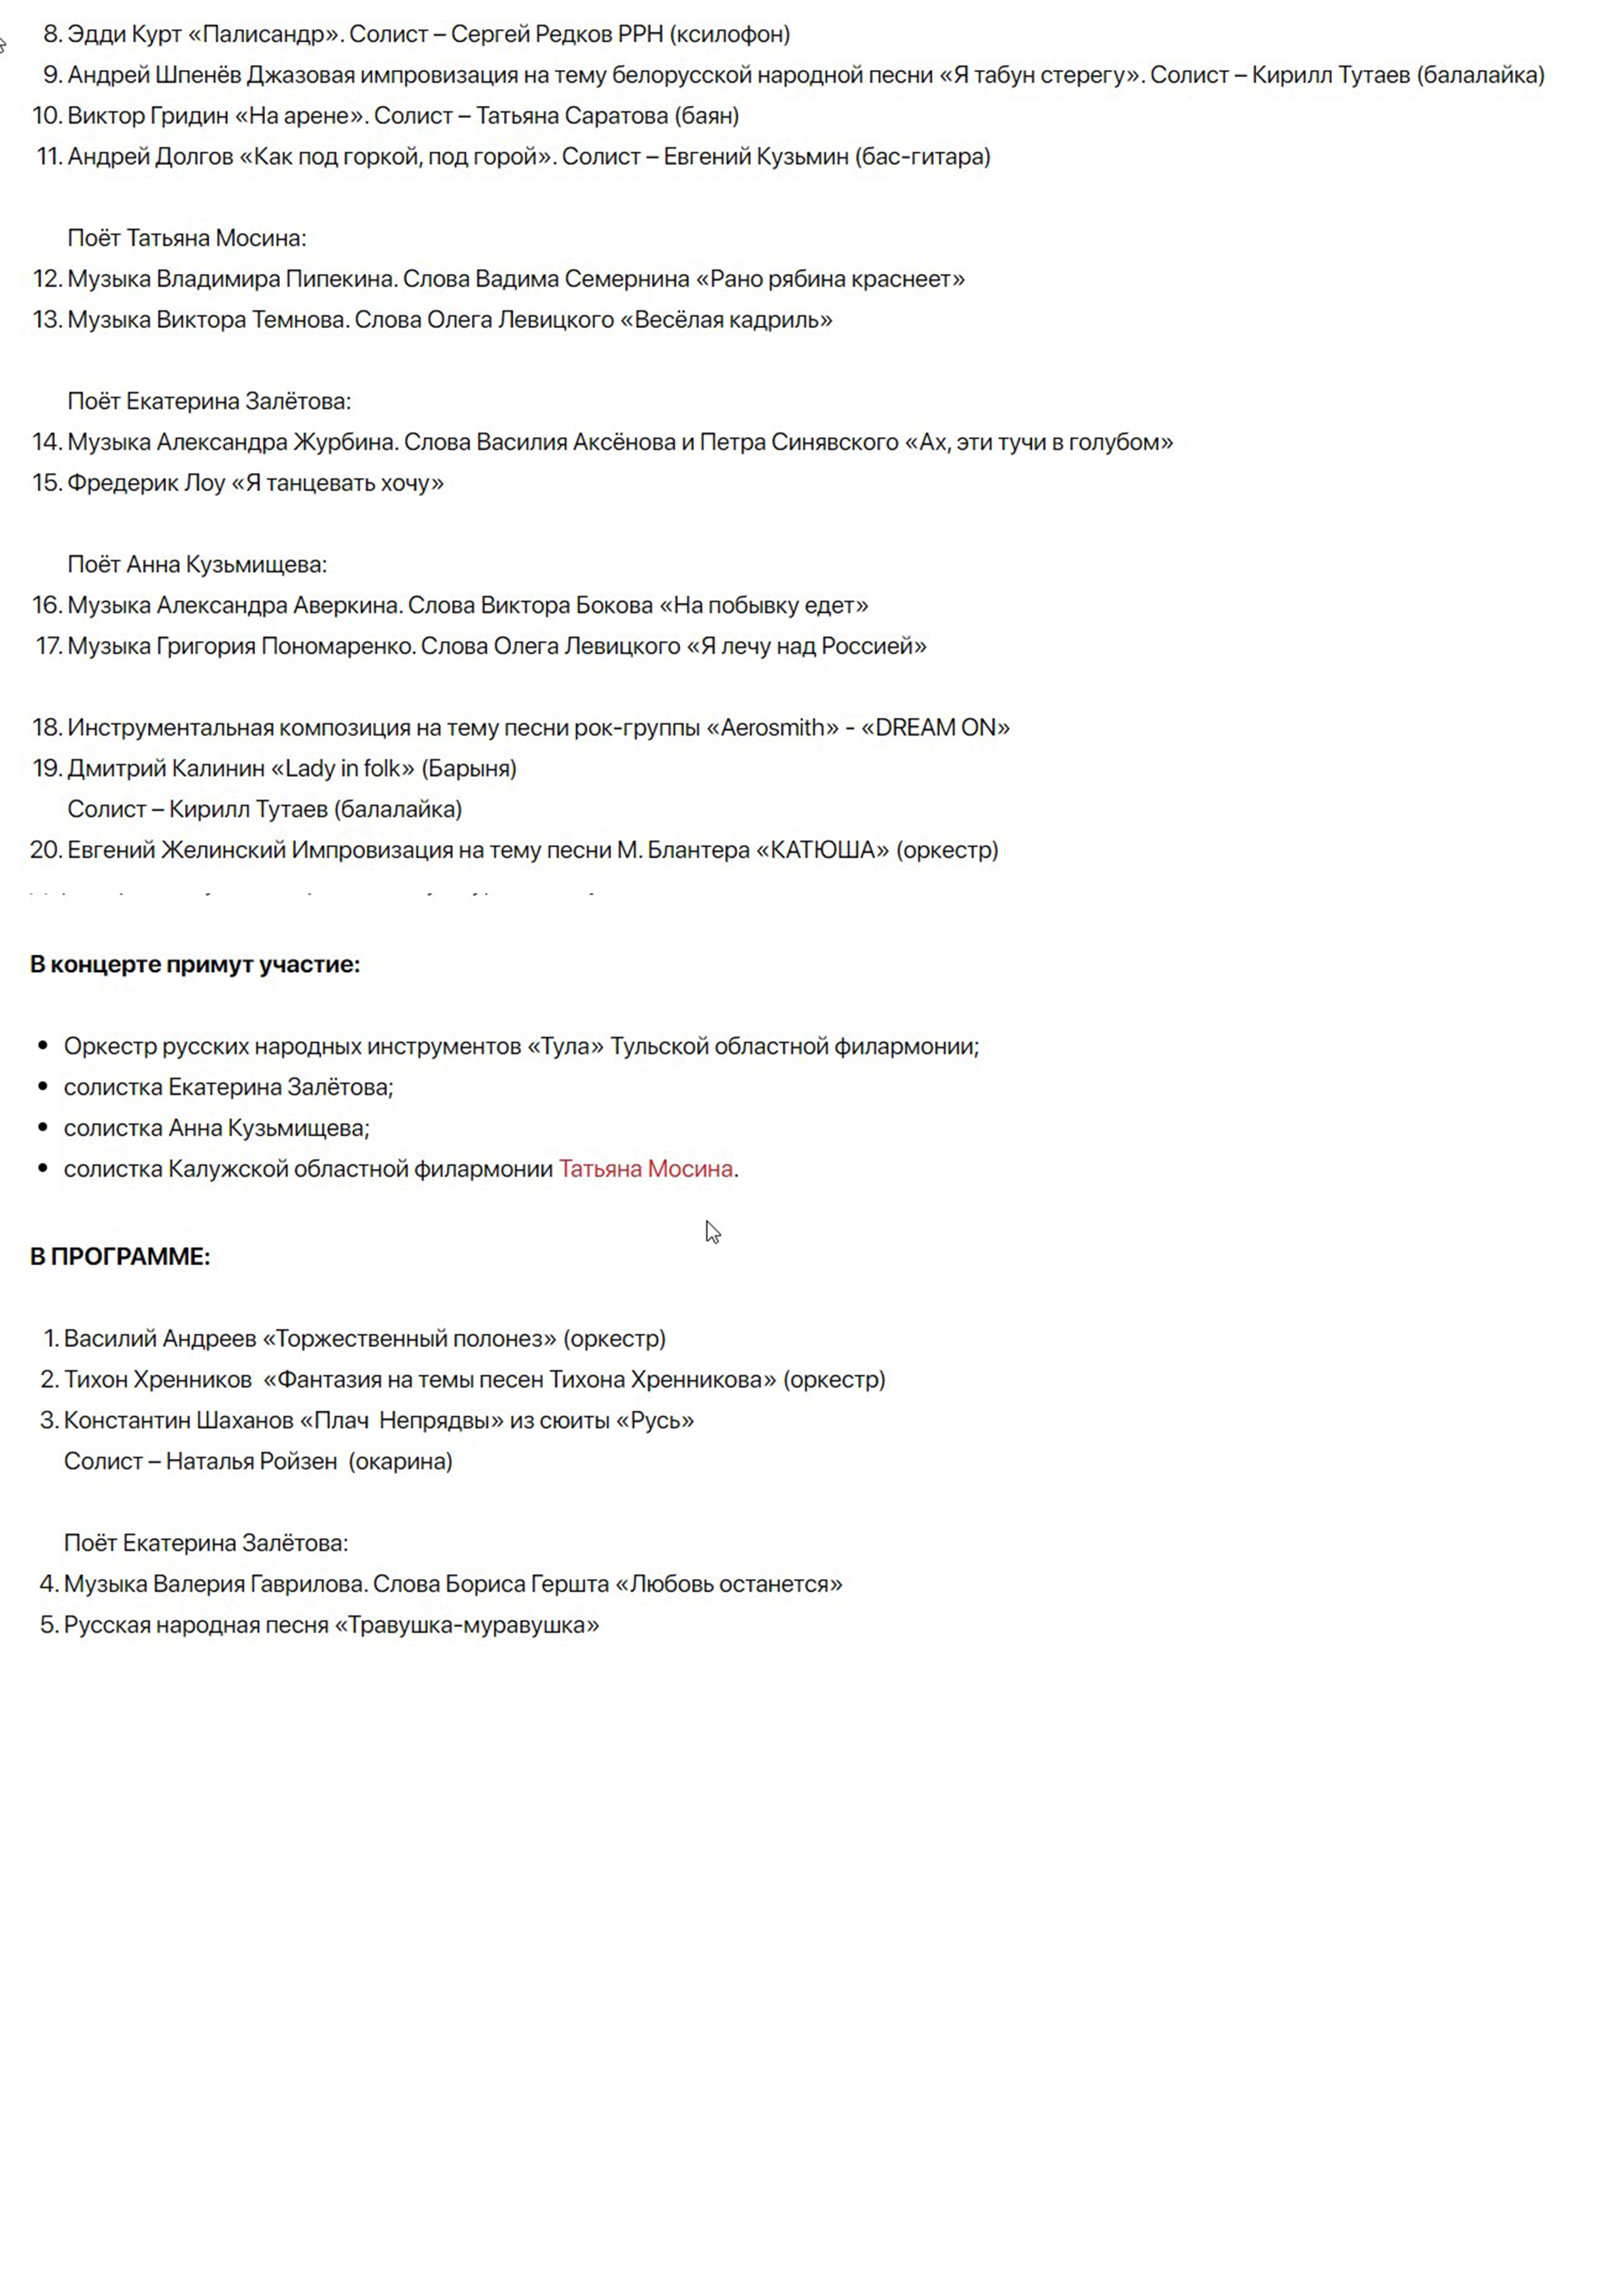 8. Эдди Курт «Палисандр». Солист – Сергей Редков РРН (ксилофон)
9. Андрей Шпенёв Джазовая импровизация на тему белорусской народной песни «Я табун стерегу». Солист – Кирилл Тутаев (балалайка)
10. Виктор Гридин «На арене». Солист – Татьяна Саратова (баян)
11. Андрей Долгов «Как под горкой, под горой». Солист – Евгений Кузьмин (бас-гитара)
Поёт Татьяна Мосина:
12. Музыка Владимира Пипекина. Слова Вадима Семернина «Рано рябина краснеет»
13. Музыка Виктора Темнова. Слова Олега Левицкого «Весёлая кадриль»
Поёт Екатерина Залётова:
14. Музыка Александра Журбина. Слова Василия Аксёнова и Петра Синявского «Ах, эти тучи в голубом»
15. Фредерик Лоу «Я танцевать хочу»
Поёт Анна Кузьмищева:
16. Музыка Александра Аверкина. Слова Виктора Бокова «На побывку едет»
17. Музыка Григория Пономаренко. Слова Олега Левицкого «Я лечу над Россией»
18. Инструментальная композиция на тему песни рок-группы «Aerosmith» - «DREAM ON»
19. Дмитрий Калинин «Lady in folk» (Барыня)
Солист – Кирилл Тутаев (балалайка)
20. Евгений Желинский Импровизация на тему песни М. Блантера «КАТЮША» (оркестр)
В концерте примут участие:
• Оркестр русских народных инструментов «Тула» Тульской областной филармонии;
• солистка Екатерина Залётова;
• солистка Анна Кузьмищева;
• солистка Калужской областной филармонии Татьяна Мосина.
В ПРОГРАММЕ:
1. Василий Андреев «Торжественный полонез» (оркестр)
2. Тихон Хренников «Фантазия на темы песен Тихона Хренникова» (оркестр)
3. Константин Шаханов «Плач Непрядвы» из сюиты «Русь»
Солист – Наталья Ройзен (окарина)
Поёт Екатерина Залётова:
4. Музыка Валерия Гаврилова. Слова Бориса Гершта «Любовь останется»
5. Русская народная песня «Травушка-муравушка»